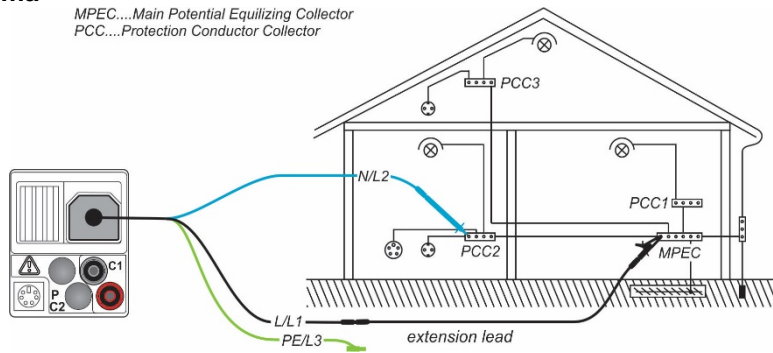 MPEC....Main Potential Equilizing Collector
PCC....Protection Conductor Collector
PCC3
N/L2
PCC1
PCC2
MPEC
C1
P
C2
L/L1
extension lead
PE/L3